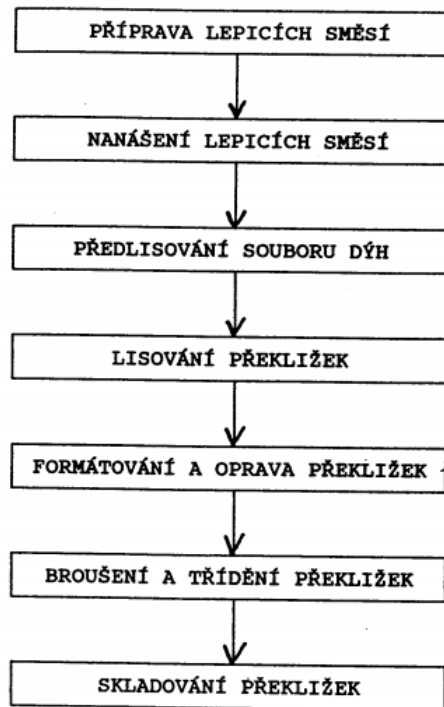 PŘÍPRAVA LEPICÍCH SMĚSÍ
NANÁŠENÍ LEPICÍCH SMĚSÍ
PŘEDLISOVÁNÍ SOUBORU DÝH
LISOVÁNÍ PŘEKLIŽEK
FORMÁTOVÁNÍ A OPRAVA PŘEKLIŽEK
BROUŠENÍ A TŘÍDĚNÍ PŘEKLIŽEK
SKLADOVÁNÍ PŘEKLIŽEK